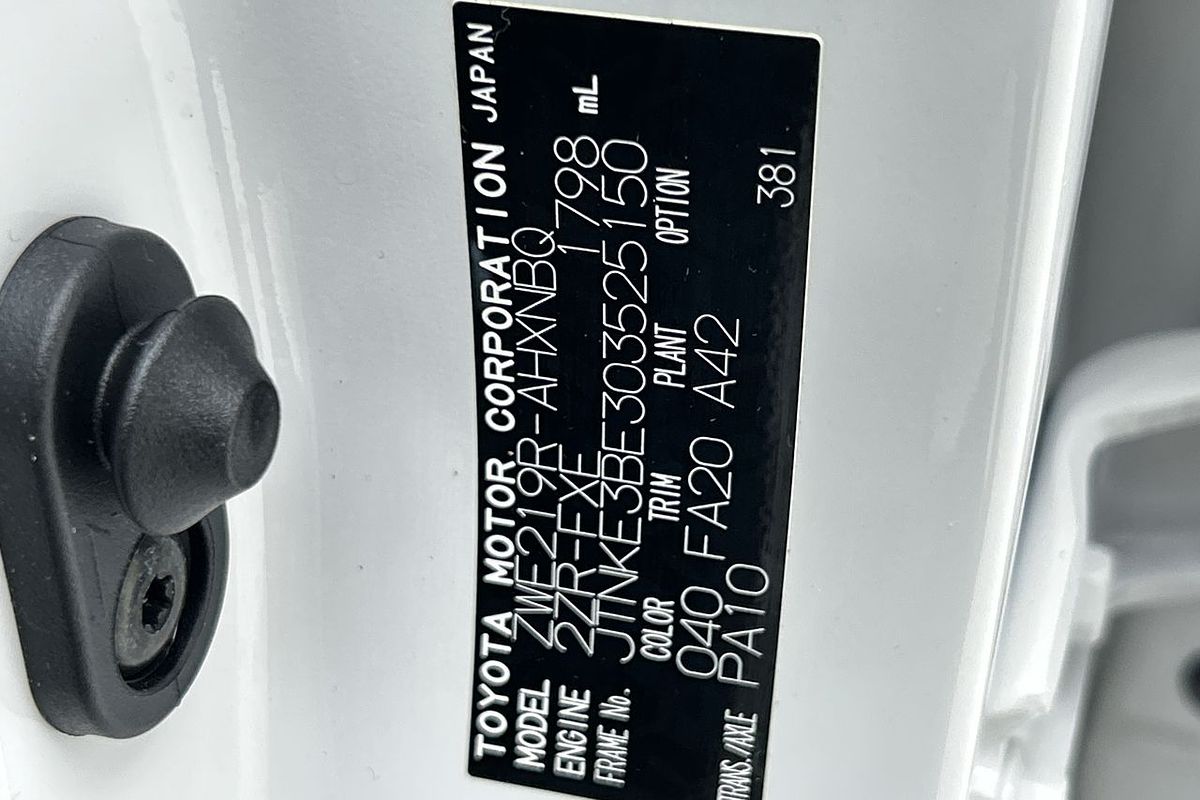 TOYOTA MOTOR CORPORATION JAPAN
MODEL ZWE219R-AHXNBQ
ENGINE 2ZR-FXE 1798 mL
FRAME No. JTNKE3BE303525150
COLOR TRIM PLANT OPTION
040 FA20 A42
TRANS./AXLE PA10
381